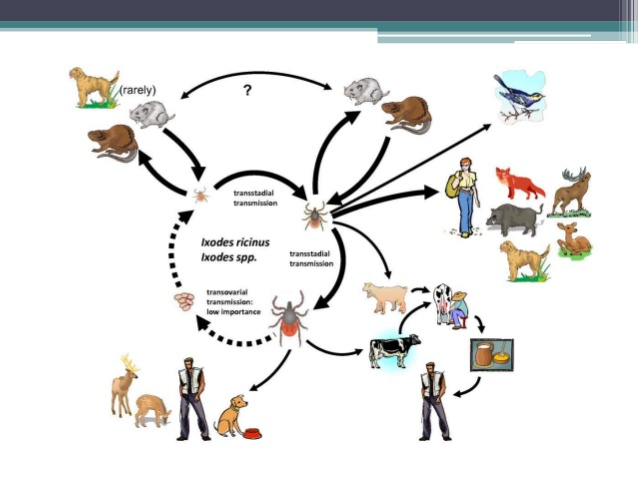 (rarely)
?
transstadial
transmission
Ixodes ricinus
Ixodes spp.
transstadial
transmission
transovarial
transmission:
low importance